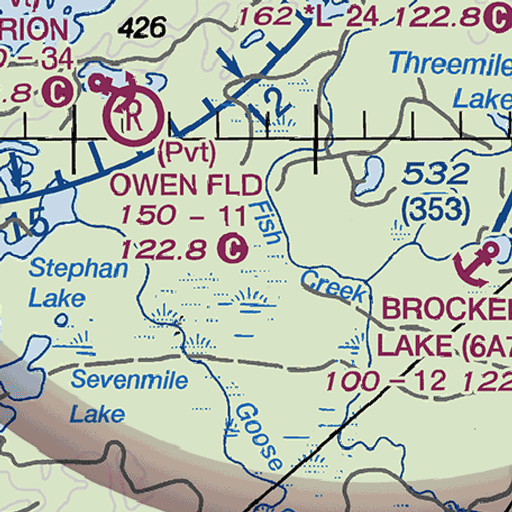 RION
426
162 *L 24 122.8 C
34
.8 C
R
Threemile
Lake
12
(Pvt)
OWEN FLD
150 - 11
122.8 C
532
(353)
15
Fish
Creek
Stephan
Lake
BROCKER
LAKE (6A7
100 - 12 122
Sevenmile
Lake
Goose